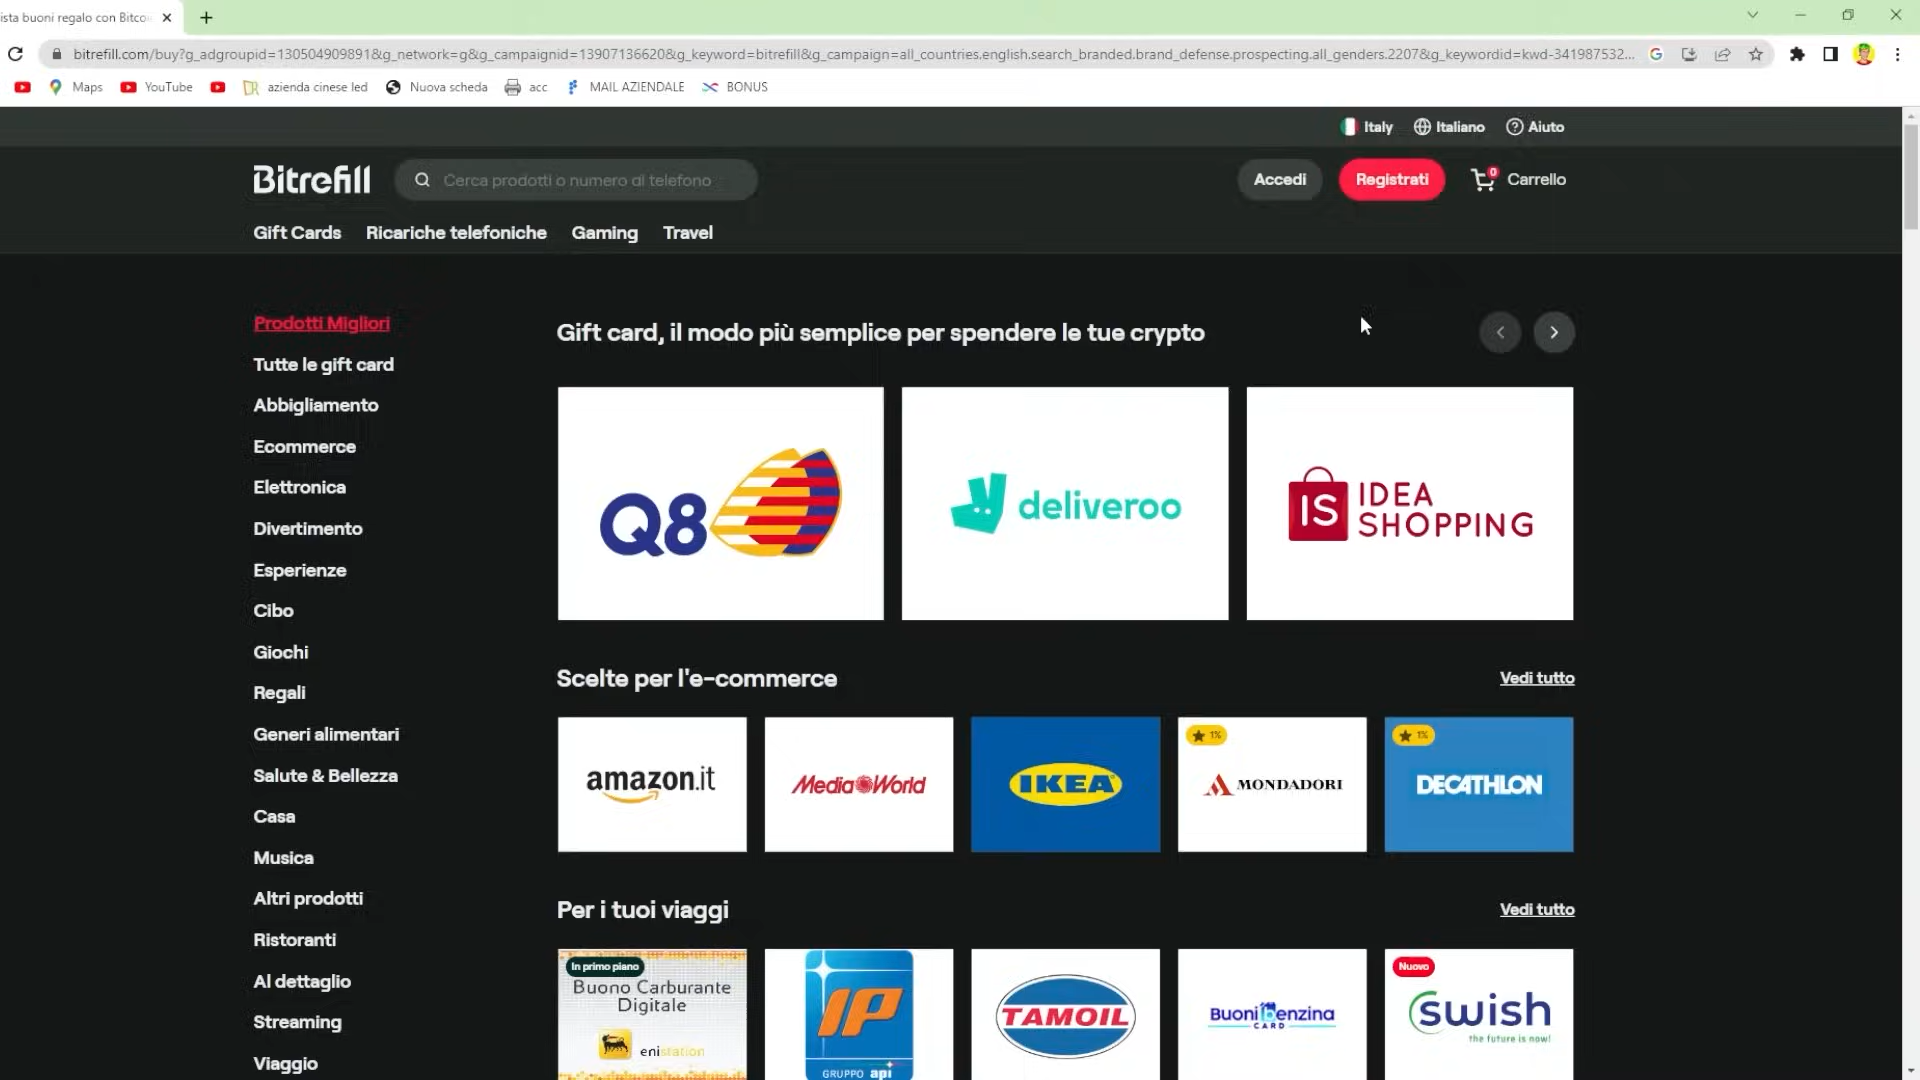 ista buoni regalo con Bitco
bitrefill.com/buy?g_adgroupid=130504909891&g_network=g&g_campaignid=13907136620&g_keyword=bitrefill&g_campaign=all_countries.english.search_branded.brand_defense.prospecting.all_genders.2207&g_keywordid=kwd-341987532...
Maps
YouTube
azienda cinese led
Nuova scheda
acc
MAIL AZIENDALE
BONUS
Italy
Italiano
Aiuto
Bitrefill
Cerca prodotti o numero di telefono
Accedi
Registrati
0
Carrello
Gift Cards
Ricariche telefoniche
Gaming
Travel
Prodotti Migliori
Tutte le gift card
Abbigliamento
Ecommerce
Elettronica
Divertimento
Esperienze
Cibo
Giochi
Regali
Generi alimentari
Salute & Bellezza
Casa
Musica
Altri prodotti
Ristoranti
Al dettaglio
Streaming
Viaggio
Gift card, il modo più semplice per spendere le tue crypto
Q8
deliveroo
IS IDEA
SHOPPING
Scelte per l'e-commerce
Vedi tutto
amazon.it
MediaWorld
IKEA
1%
MONDADORI
1%
DECATHLON
Per i tuoi viaggi
Vedi tutto
In primo piano
Buono Carburante
Digitale
enistation
IP
GRUPPO api
TAMOIL
Buoni benzina
CARD
Nuovo
swish
the future is now!